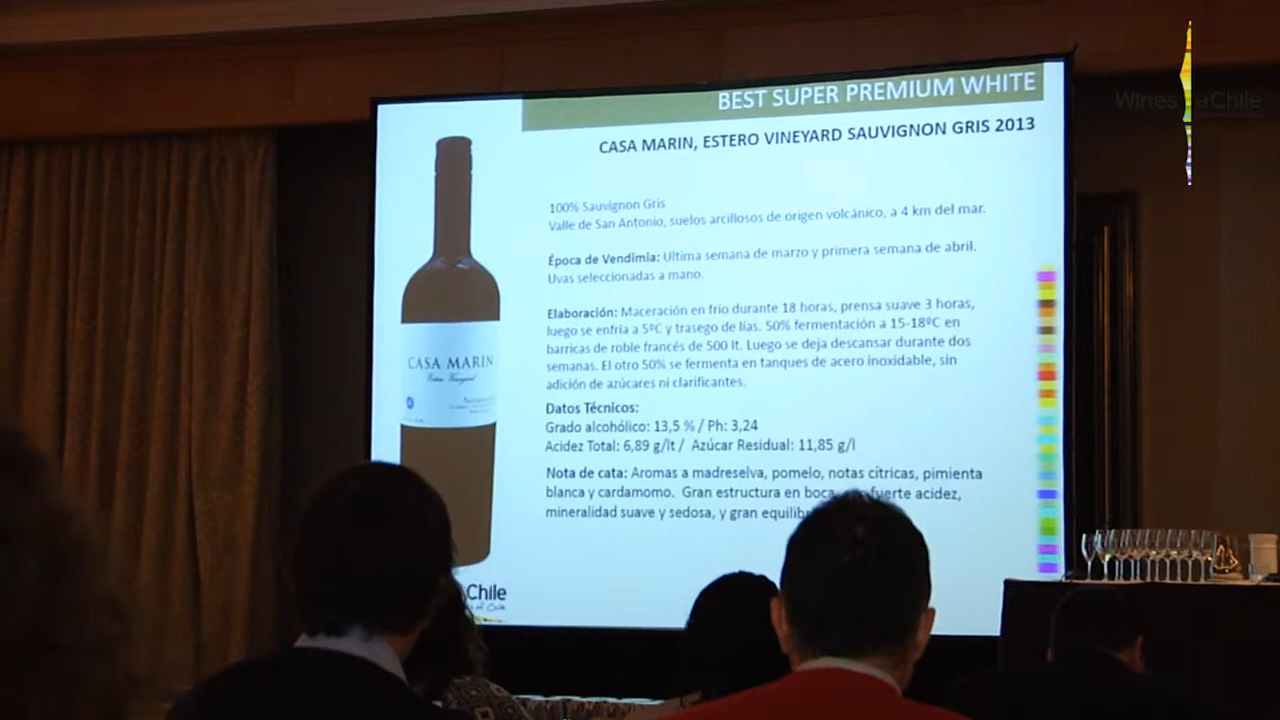 BEST SUPER PREMIUM WHITE
Wines of Chile
CASA MARIN, ESTERO VINEYARD SAUVIGNON GRIS 2013
100% Sauvignon Gris
Valle de San Antonio, suelos arcillosos de origen volcánico, a 4 km del mar.
Época de Vendimia: Ultima semana de marzo y primera semana de abril.
Uvas seleccionadas a mano.
Elaboración: Maceración en frio durante 18 horas, prensa suave 3 horas,
luego se enfría a 5ºC y trasego de lías. 50% fermentación a 15-18ºC en
barricas de roble francés de 500 lt. Luego se deja descansar durante dos
semanas. El otro 50% se fermenta en tanques de acero inoxidable, sin
adición de azúcares ni clarificantes.
Datos Técnicos:
Grado alcohólico: 13,5 % / Ph: 3,24
Acidez Total: 6,89 g/lt / Azúcar Residual: 11,85 g/l
Nota de cata: Aromas a madreselva, pomelo, notas cítricas, pimienta
blanca y cardamomo. Gran estructura en boca, fuerte acidez,
mineralidad suave y sedosa, y gran
CASA MARIN
Estero Vineyard
Chile